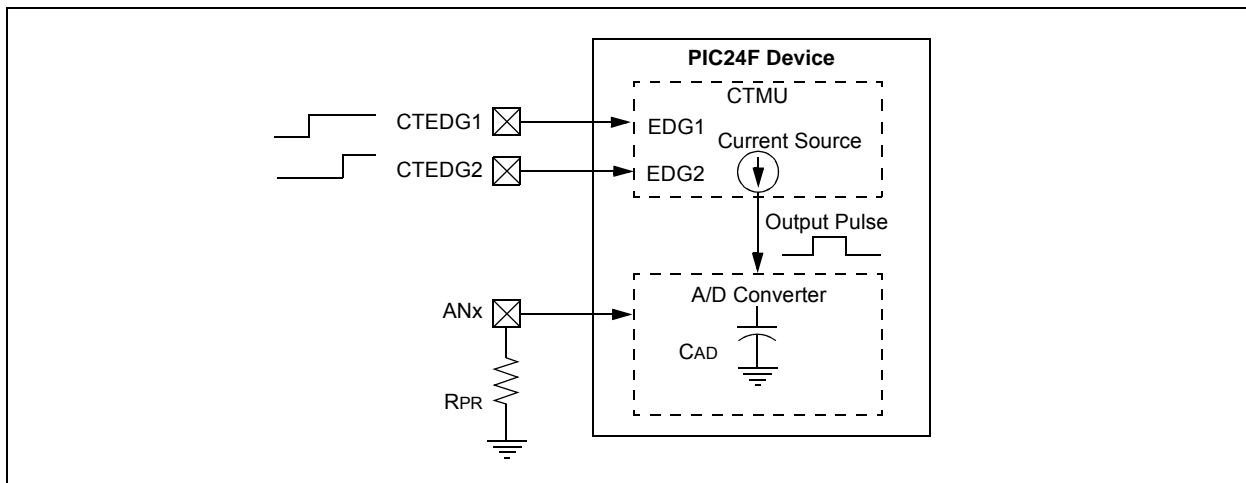 PIC24F Device
CTMU
CTEDG1
EDG1
Current Source
CTEDG2
EDG2
Output Pulse
A/D Converter
ANx
CAD
RPR